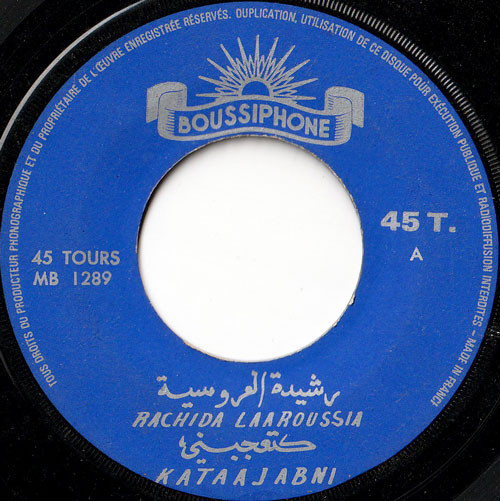 TOUS DROITS DU PRODUCTEUR PHONOGRAPHIQUE ET DU PROPRIÉTAIRE DE L'ŒUVRE ENREGISTRÉE RÉSERVÉS. DUPLICATION, UTILISATION DE CE DISQUE POUR EXÉCUTION PUBLIQUE ET RADIODIFFUSION INTERDITES - MADE IN FRANCE
BOUSSIPHONE
45 T.
A
45 TOURS
MB 1289
رشيدة العروسية
RACHIDA LAAROUSSIA
كتعجبني
KATAAJABNI